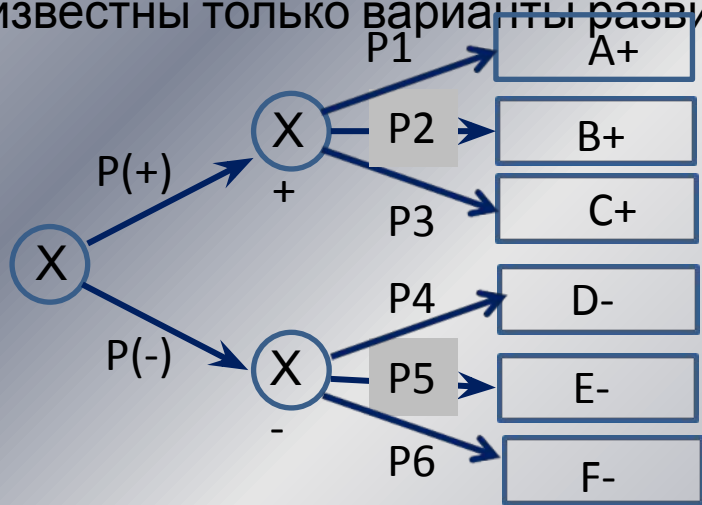 известны только варианты
P1
A+
X
P2
B+
P(+)
+
P3
C+
X
P4
D-
P(-)
X
P5
E-
-
P6
F-